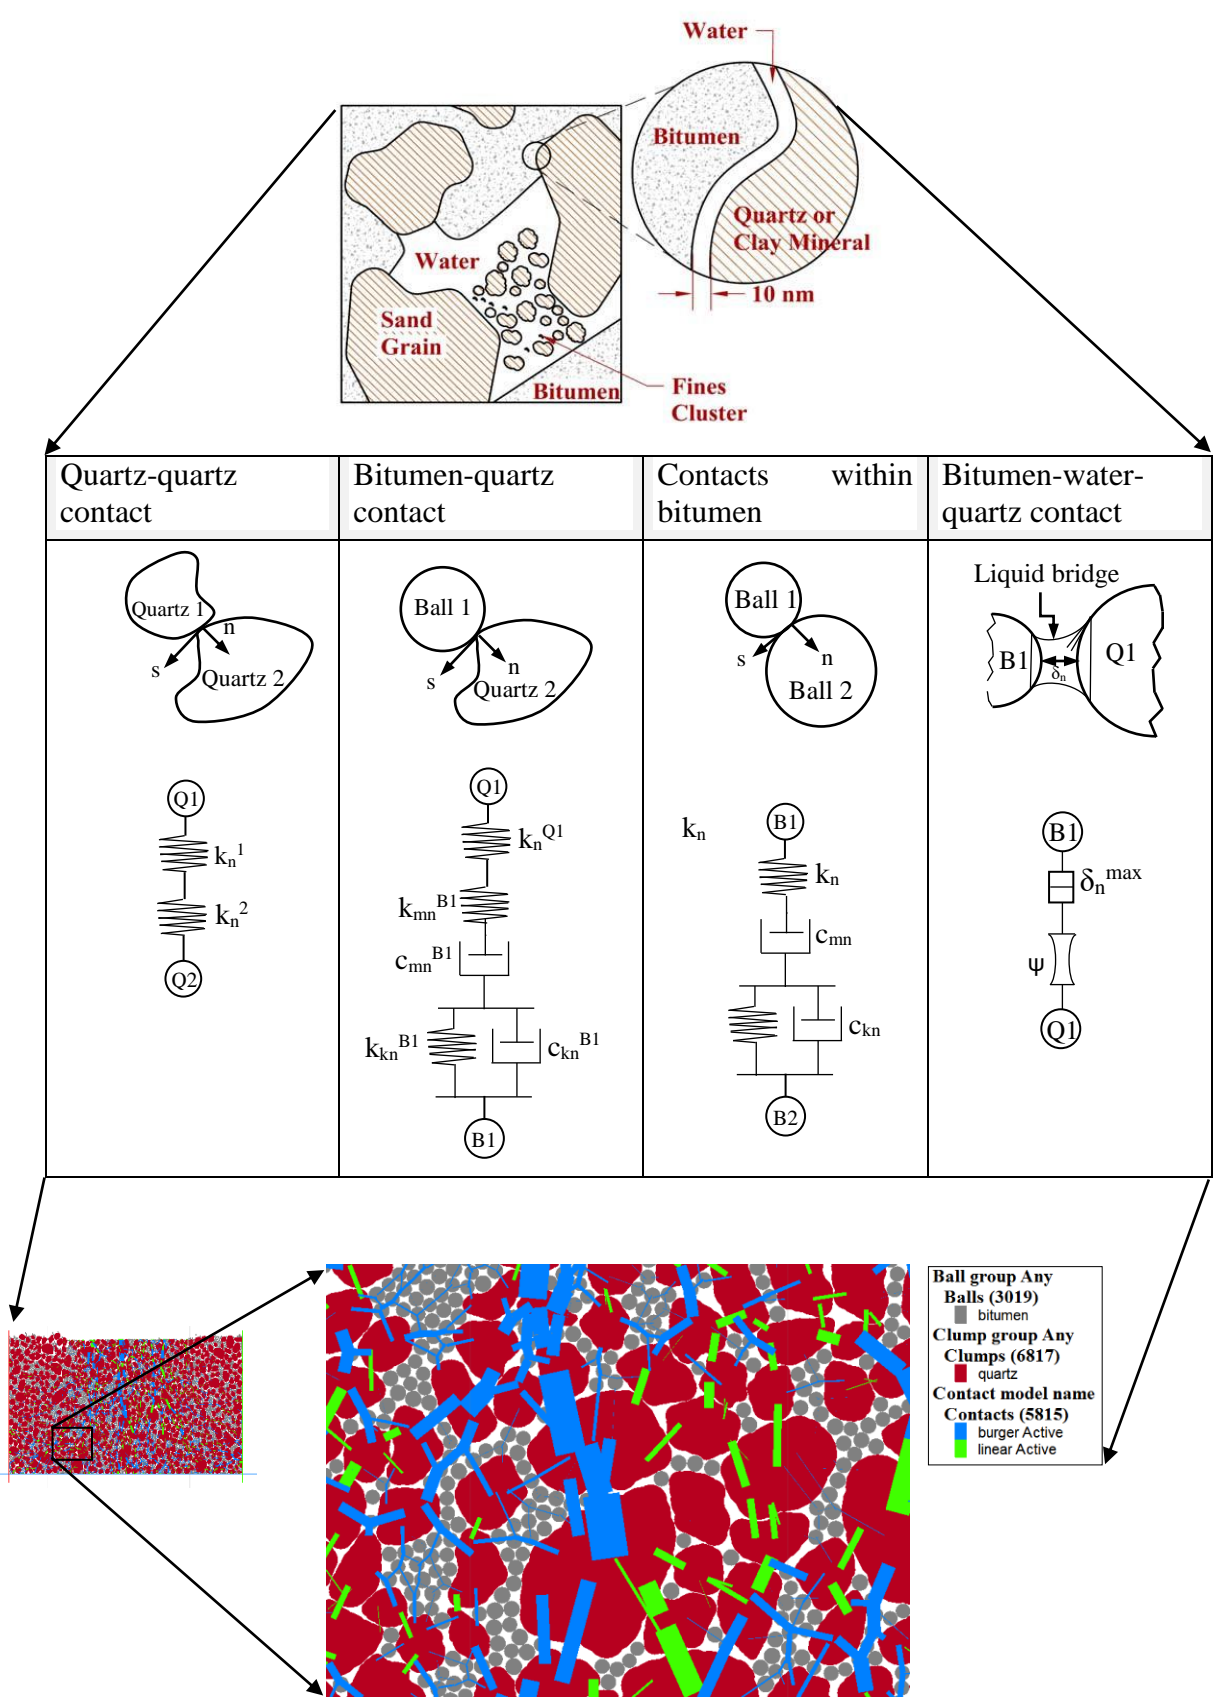 Water
Bitumen
Quartz or
Clay Mineral
10 nm
Water
Sand
Grain
Bitumen
Fines
Cluster
Quartz-quartz
contact
Bitumen-quartz
contact
Contacts within
bitumen
Bitumen-water-
quartz contact
Quartz 1
n
s
Quartz 2
Ball 1
n
s
Quartz 2
Ball 1
s
n
Ball 2
Liquid bridge
B1
δn
Q1
Q1
kn1
kn2
Q2
Q1
knQ1
kmnB1
cmnB1
kknB1
cknB1
B1
kn
B1
kn
cmn
ckn
B2
B1
δnmax
ψ
Q1
Ball group Any
Balls (3019)
bitumen
Clump group Any
Clumps (6817)
quartz
Contact model name
Contacts (5815)
burger Active
linear Active